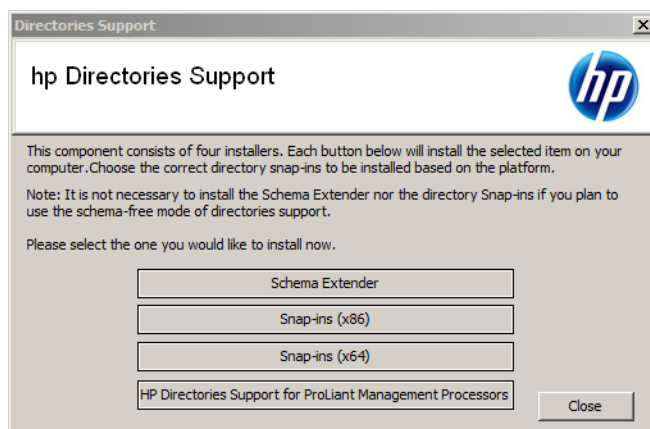 Directories Support
hp Directories Support
hp
This component consists of four installers. Each button below will install the selected item on your
computer.Choose the correct directory snap-ins to be installed based on the platform.
Note: It is not necessary to install the Schema Extender nor the directory Snap-ins if you plan to
use the schema-free mode of directories support.
Please select the one you would like to install now.
Schema Extender
Snap-ins (x86)
Snap-ins (x64)
HP Directories Support for ProLiant Management Processors
Close